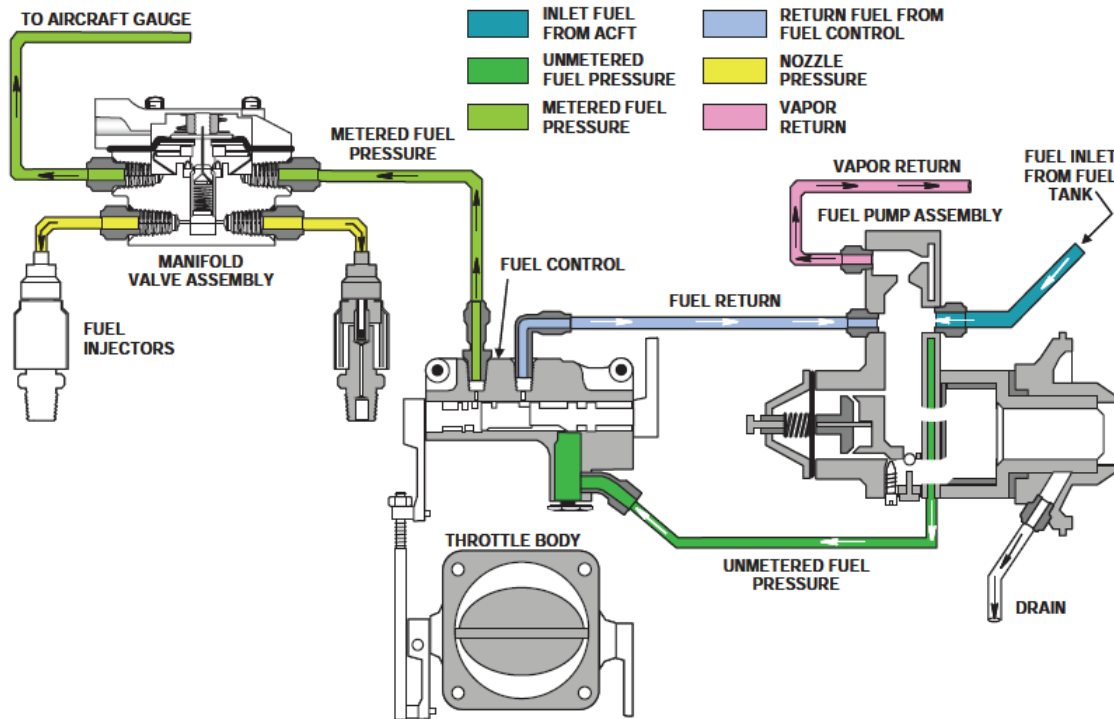 TO AIRCRAFT GAUGE
INLET FUEL
FROM ACFT
RETURN FUEL FROM
FUEL CONTROL
UNMETERED
FUEL PRESSURE
NOZZLE
PRESSURE
METERED FUEL
PRESSURE
VAPOR
RETURN
METERED FUEL
PRESSURE
VAPOR RETURN
FUEL INLET
FROM FUEL
TANK
FUEL PUMP ASSEMBLY
MANIFOLD
VALVE ASSEMBLY
FUEL CONTROL
FUEL RETURN
FUEL
INJECTORS
THROTTLE BODY
UNMETERED FUEL
PRESSURE
DRAIN